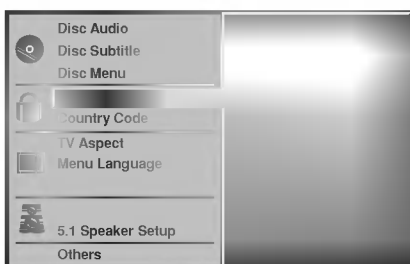 Disc Audio
Disc Subtitle
Disc Menu
Country Code
TV Aspect
Menu Language
5.1 Speaker Setup
Others